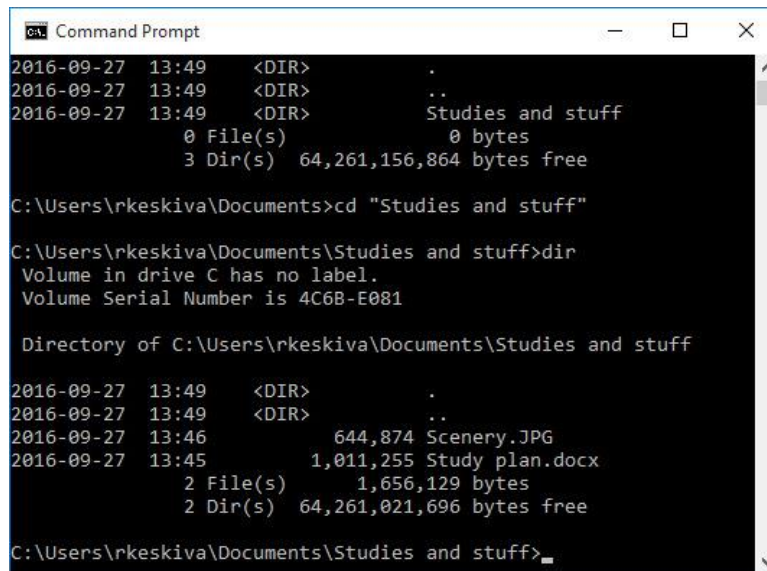 Command Prompt
2016-09-27  13:49    <DIR>          .
2016-09-27  13:49    <DIR>          ..
2016-09-27  13:49    <DIR>          Studies and stuff
               0 File(s)              0 bytes
               3 Dir(s)  64,261,156,864 bytes free
C:\Users\rkeskiva\Documents>cd "Studies and stuff"
C:\Users\rkeskiva\Documents\Studies and stuff>dir
 Volume in drive C has no label.
 Volume Serial Number is 4C6B-E081
 Directory of C:\Users\rkeskiva\Documents\Studies and stuff
2016-09-27  13:49    <DIR>          .
2016-09-27  13:49    <DIR>          ..
2016-09-27  13:46           644,874 Scenery.JPG
2016-09-27  13:45         1,011,255 Study plan.docx
               2 File(s)      1,656,129 bytes
               2 Dir(s)  64,261,021,696 bytes free
C:\Users\rkeskiva\Documents\Studies and stuff>